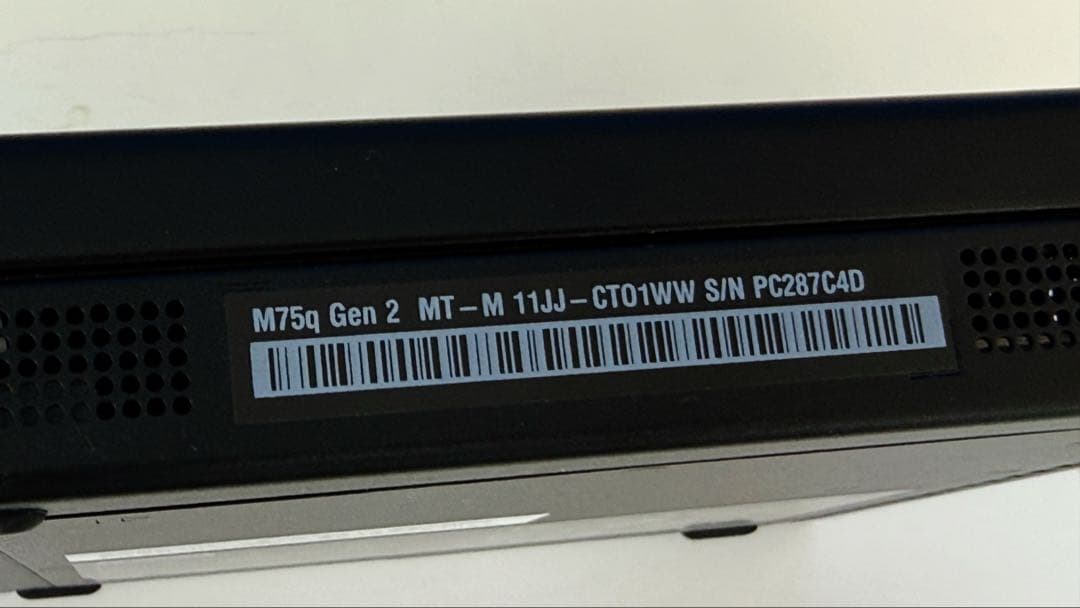 M75q Gen 2 MT-M 11JJ-CTO1WW S/N PC287C4D